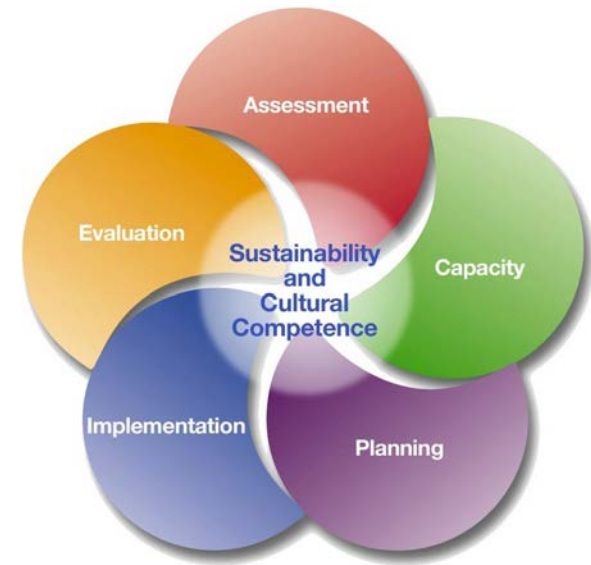 Assessment
Capacity
Planning
Implementation
Evaluation
Sustainability
and
Cultural
Competence